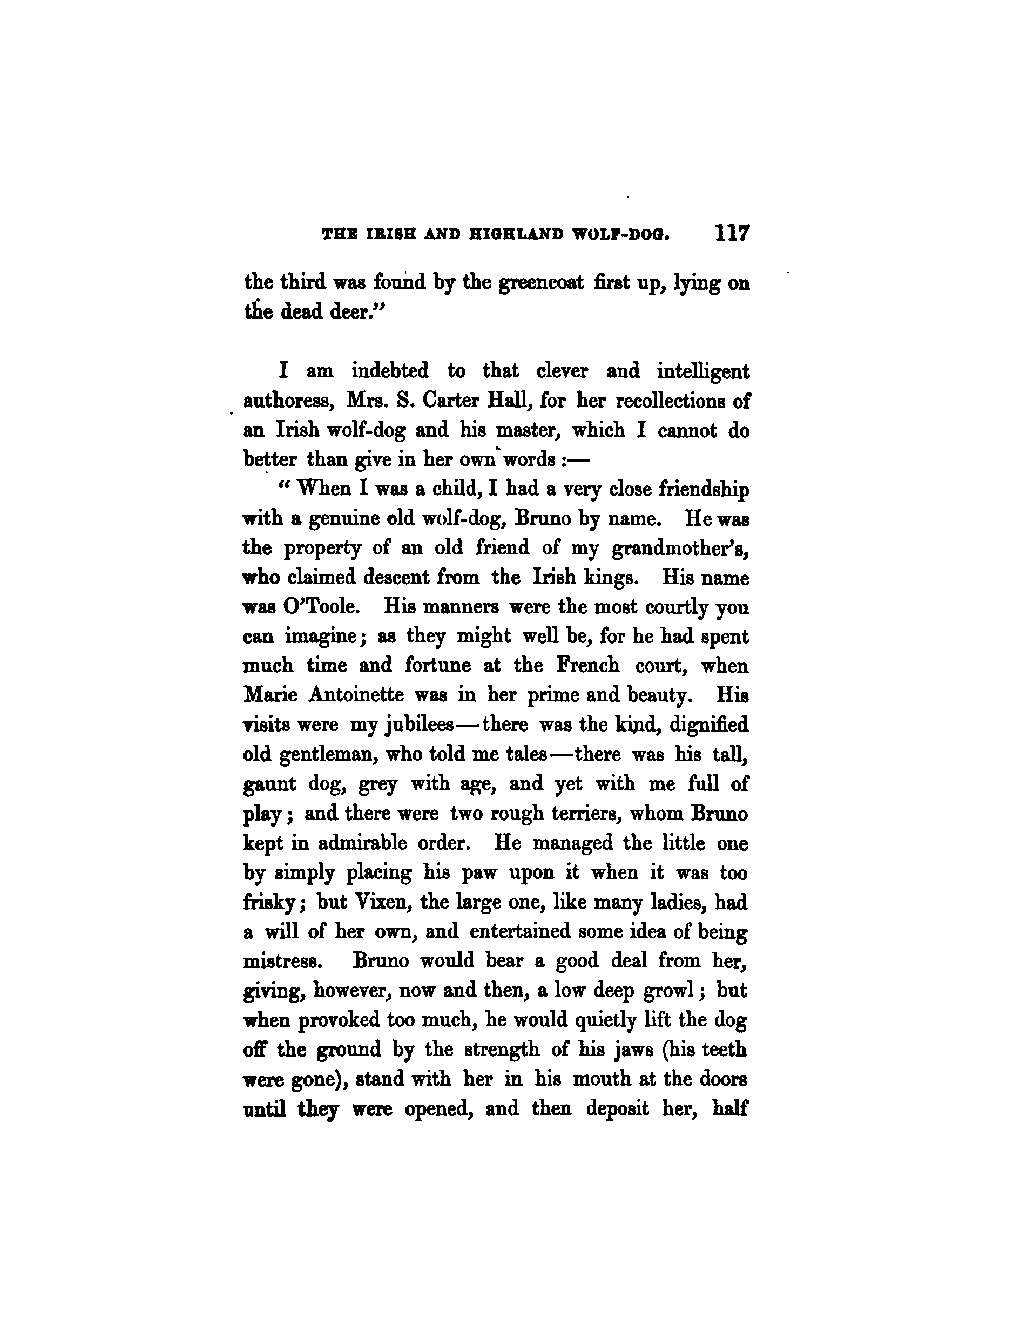 THE IRISH AND HIGHLAND WOLF-DOG. 117
the third was found by the greencoat first up, lying on
the dead deer."
I am indebted to that clever and intelligent
authoress, Mrs. S. Carter Hall, for her recollections of
an Irish wolf-dog and his master, which I cannot do
better than give in her own words :—
" When I was a child, I had a very close friendship
with a genuine old wolf-dog, Bruno by name. He was
the property of an old friend of my grandmother's,
who claimed descent from the Irish kings. His name
was O'Toole. His manners were the most courtly you
can imagine; as they might well be, for he had spent
much time and fortune at the French court, when
Marie Antoinette was in her prime and beauty. His
visits were my jubilees—there was the kind, dignified
old gentleman, who told me tales—there was his tall,
gaunt dog, grey with age, and yet with me full of
play; and there were two rough terriers, whom Bruno
kept in admirable order. He managed the little one
by simply placing his paw upon it when it was too
frisky; but Vixen, the large one, like many ladies, had
a will of her own, and entertained some idea of being
mistress. Bruno would bear a good deal from her,
giving, however, now and then, a low deep growl; but
when provoked too much, he would quietly lift the dog
off the ground by the strength of his jaws (his teeth
were gone), stand with her in his mouth at the doors
until they were opened, and then deposit her, half